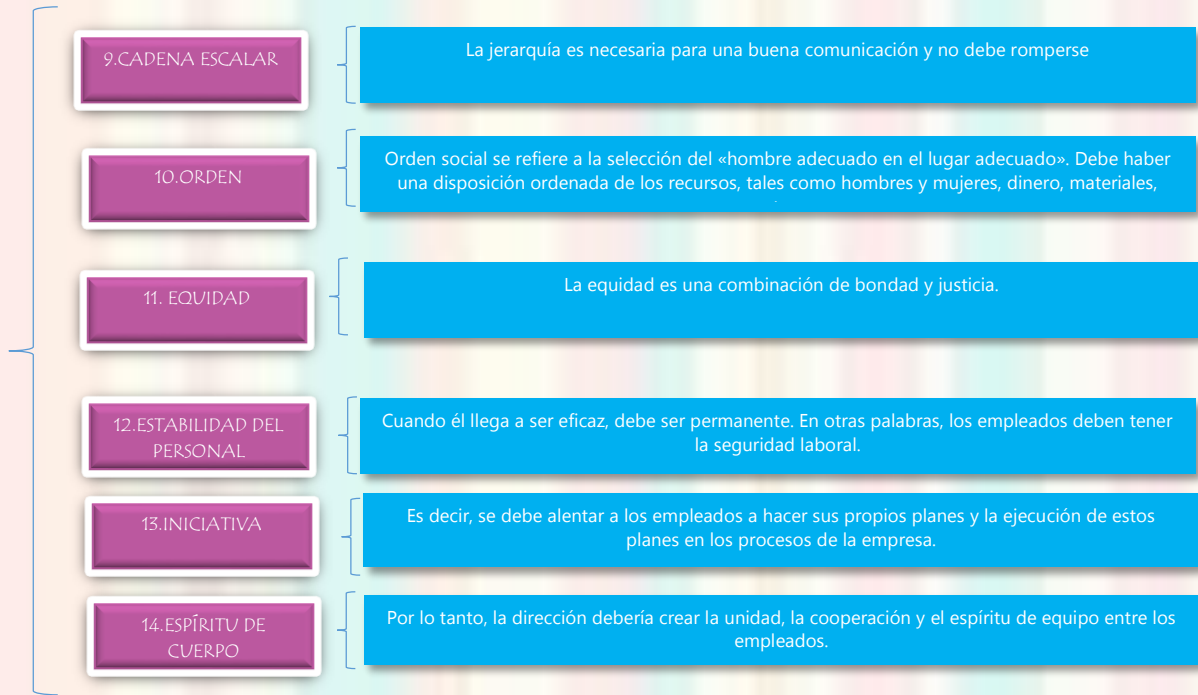 9.CADENA ESCALAR
La jerarquía es necesaria para una buena comunicación y no debe romperse
10.ORDEN
Orden social se refiere a la selección del «hombre adecuado en el lugar adecuado». Debe haber
una disposición ordenada de los recursos, tales como hombres y mujeres, dinero, materiales,
11. EQUIDAD
La equidad es una combinación de bondad y justicia.
12.ESTABILIDAD DEL
PERSONAL
Cuando él llega a ser eficaz, debe ser permanente. En otras palabras, los empleados deben tener
la seguridad laboral.
13.INICIATIVA
Es decir, se debe alentar a los empleados a hacer sus propios planes y la ejecución de estos
planes en los procesos de la empresa.
14.ESPÍRITU DE
CUERPO
Por lo tanto, la dirección debería crear la unidad, la cooperación y el espíritu de equipo entre los
empleados.